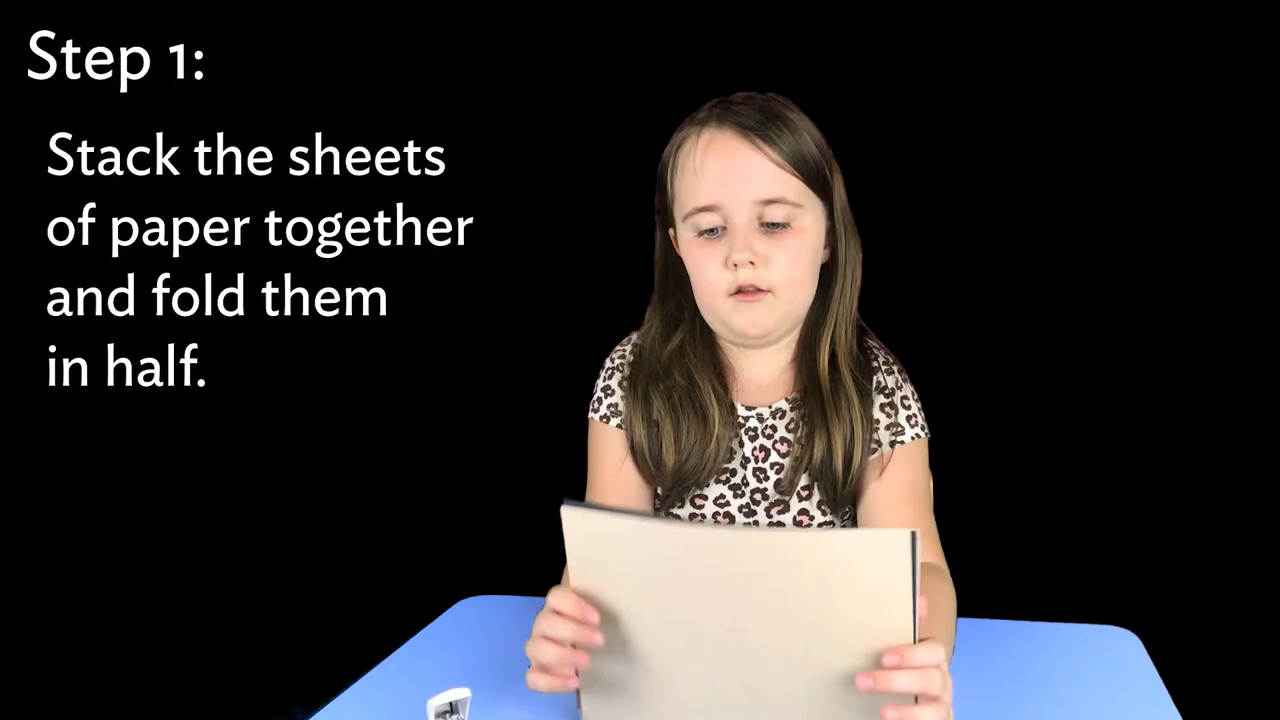 Step 1:
Stack the sheets
of paper together
and fold them
in half.